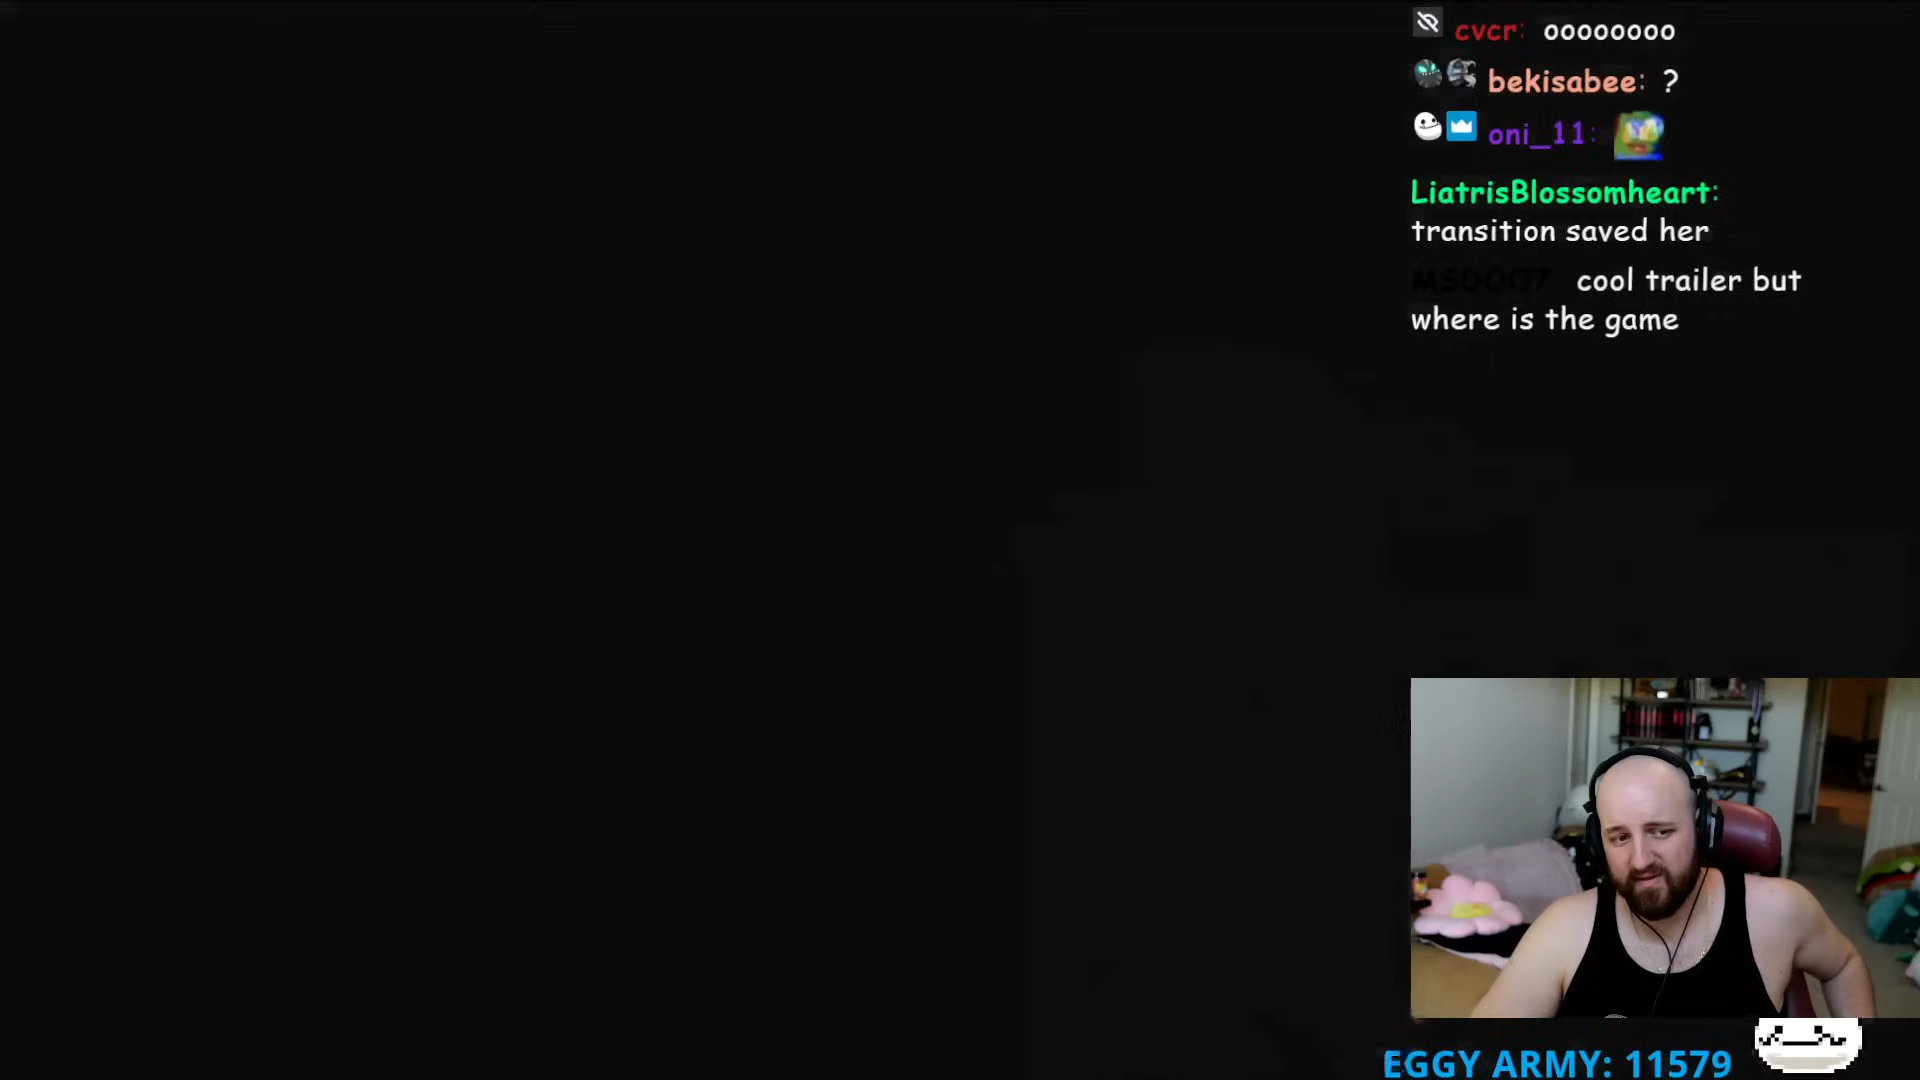 cvcr: oooooooo
bekisabee: ?
oni_11:
LiatrisBlossomheart:
transition saved her
cool trailer but
where is the game
EGGY ARMY: 11579